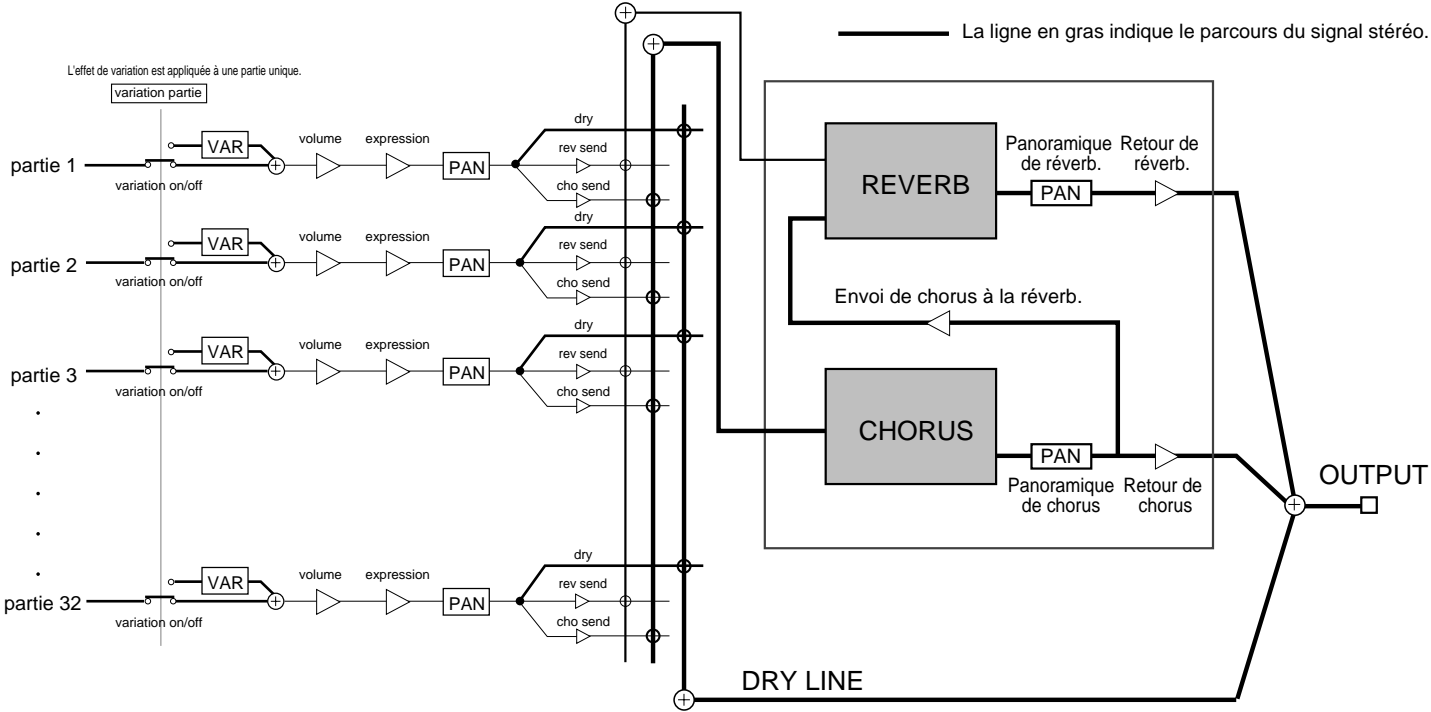 La ligne en gras indique le parcours du signal stéréo.
L'effet de variation est appliquée à une partie unique.
variation partie
partie 1
VAR
variation on/off
volume
expression
PAN
dry
rev send
cho send
partie 2
VAR
variation on/off
volume
expression
PAN
dry
rev send
cho send
partie 3
VAR
variation on/off
volume
expression
PAN
dry
rev send
cho send
partie 32
VAR
variation on/off
volume
expression
PAN
dry
rev send
cho send
REVERB
Panoramique
de réverb.
PAN
Retour de
réverb.
Envoi de chorus à la réverb.
CHORUS
PAN
Panoramique
de chorus
Retour de
chorus
OUTPUT
DRY LINE